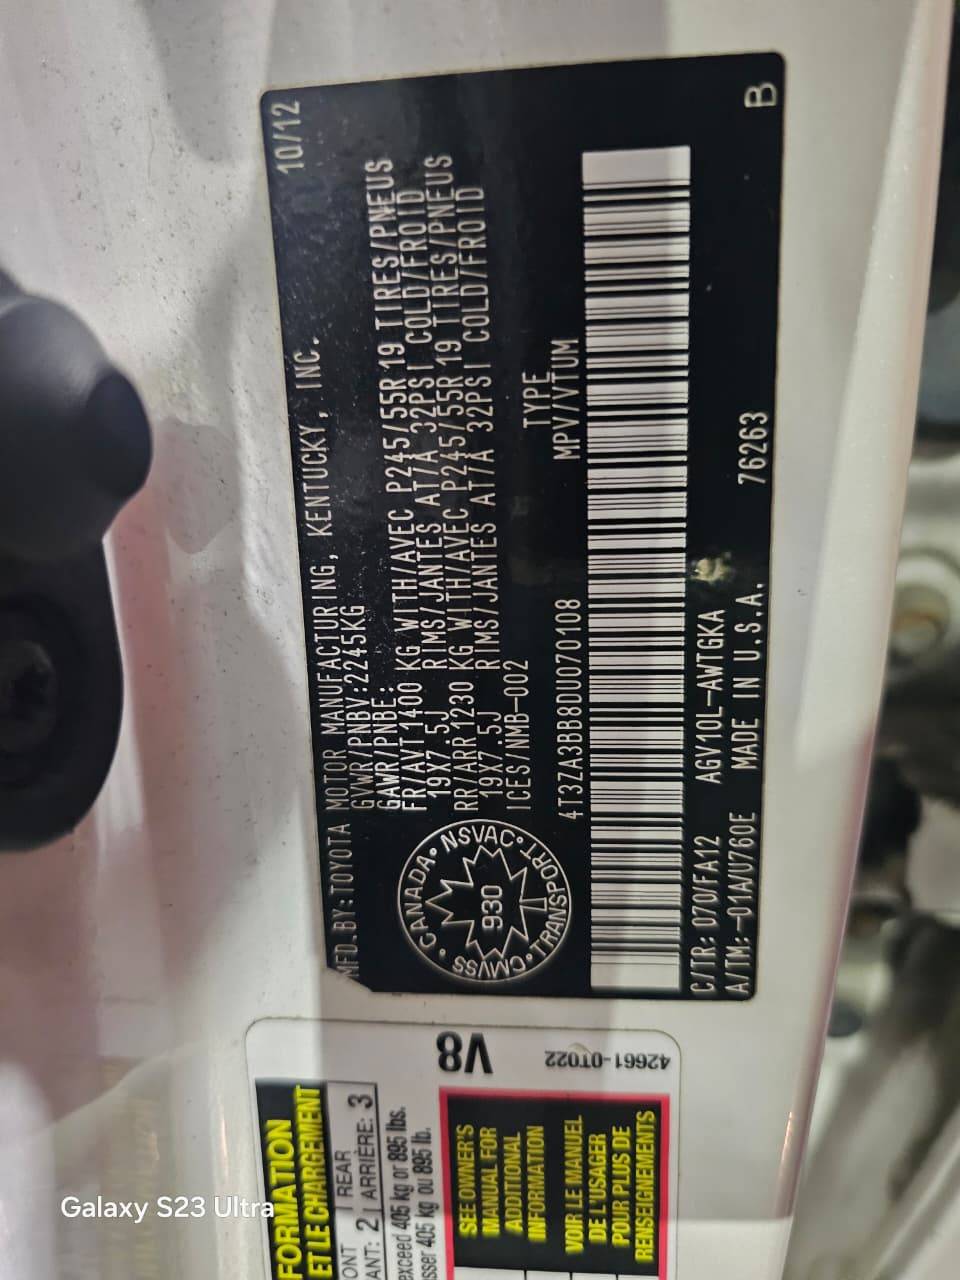 10/12
MFD.BY:TOYOTA MOTOR MANUFACTURING, KENTUCKY, INC.
GVWR/PNBV:2245KG
GAWR/PNBE:
FR/AVT1400 KG WITH/AVEC P245/55R 19 TIRES/PNEUS
19X7.5J RIMS/JANTES AT/A 32PSI COLD/FROID
RR/ARR1230 KG WITH/AVEC P245/55R 19 TIRES/PNEUS
19X7.5J RIMS/JANTES AT/A 32PSI COLD/FROID
ICES/NMB-002
CANADA • NSVAC • TRANSPORT • CMVSS •
930
TYPE
4T3ZA3BB8DU070108 MPV/VTUM
C/TR: 070/FA12 AGV10L-AWTGKA 76263
A/TM:-01A/U760E MADE IN U.S.A. B
V8
42661-0T022
FORMATION
ET LE CHARGEMENT
ONT 2 REAR 3
ANT: ARRIÈRE:
exceed 405 kg or 895 lbs.
sser 405 kg ou 895 lb.
SEE OWNER'S
MANUAL FOR
ADDITIONAL
INFORMATION
VOIR LE MANUEL
DE L'USAGER
POUR PLUS DE
RENSEIGNEMENTS
Galaxy S23 Ultra